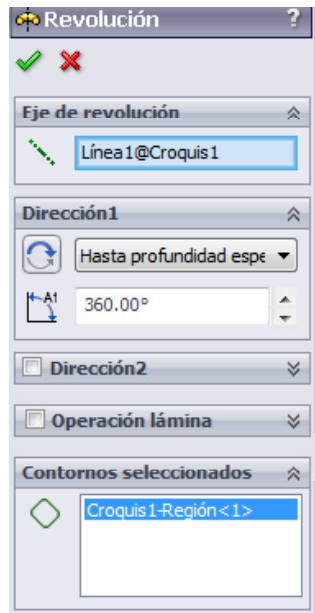 Revolución ?
Eje de revolución
Línea1@Croquis1
Dirección1
Hasta profundidad espe
A1
360.00°
Dirección2
Operación lámina
Contornos seleccionados
Croquis1-Región<1>